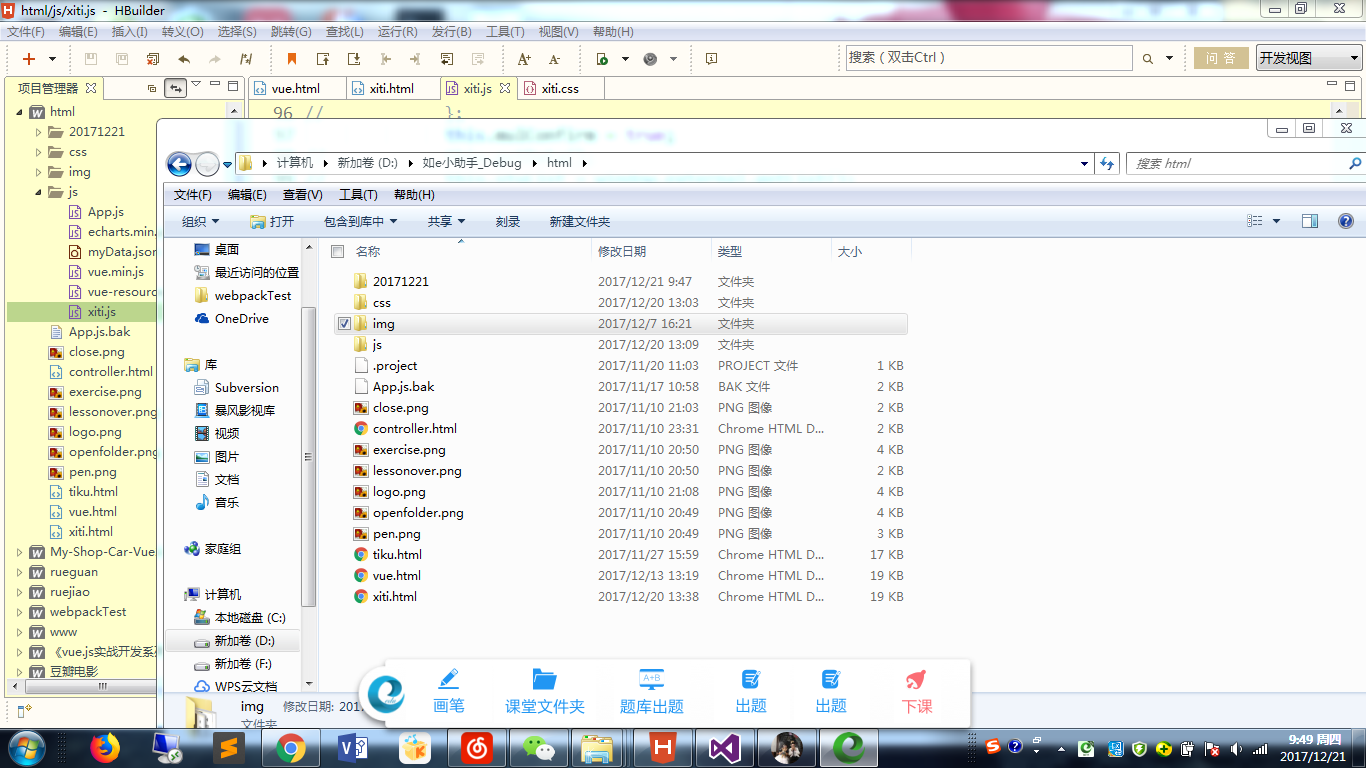 html/js/xiti.js - HBuilder
文件(F) 编辑(E) 插入(I) 转义(O) 选择(S) 跳转(G) 查找(L) 运行(R) 发行(B) 工具(T) 视图(V) 帮助(H)
搜索 ( 双击Ctrl ) 问 答 开发视图
项目管理器 vue.html xiti.html xiti.js xiti.css
html
20171221
css
img
js
App.js
echarts.min.
myData.json
vue.min.js
vue-resourc
xiti.js
App.js.bak
close.png
controller.html
exercise.png
lessonover.png
logo.png
openfolder.png
pen.png
tiku.html
vue.html
xiti.html
My-Shop-Car-Vue
rueguan
ruejiao
webpackTest
www
《vue.js实战开发系列
豆瓣电影
96 // };
this. = true;
计算机 新加卷 (D:) 如e小助手_Debug html 搜索 html
文件(F) 编辑(E) 查看(V) 工具(T) 帮助(H)
组织 打开 包含到库中 共享 刻录 新建文件夹
桌面
最近访问的位置
webpackTest
OneDrive
库
Subversion
暴风影视库
视频
图片
文档
音乐
家庭组
计算机
本地磁盘 (C:)
新加卷 (D:)
新加卷 (F:)
WPS云文档
名称 修改日期 类型 大小
20171221 2017/12/21 9:47 文件夹
css 2017/12/20 13:03 文件夹
img 2017/12/7 16:21 文件夹
js 2017/12/20 13:09 文件夹
.project 2017/11/20 11:03 PROJECT 文件 1 KB
App.js.bak 2017/11/17 10:58 BAK 文件 2 KB
close.png 2017/11/10 21:03 PNG 图像 2 KB
controller.html 2017/11/10 23:31 Chrome HTML D... 2 KB
exercise.png 2017/11/10 20:50 PNG 图像 4 KB
lessonover.png 2017/11/10 20:50 PNG 图像 2 KB
logo.png 2017/11/10 21:08 PNG 图像 4 KB
openfolder.png 2017/11/10 20:49 PNG 图像 4 KB
pen.png 2017/11/10 20:49 PNG 图像 3 KB
tiku.html 2017/11/27 15:59 Chrome HTML D... 17 KB
vue.html 2017/12/13 13:19 Chrome HTML D... 19 KB
xiti.html 2017/12/20 13:38 Chrome HTML D... 19 KB
img 修改日期: 201
文件夹
A+B
画笔 课堂文件夹 题库出题 出题 出题 下课
9:49 周四
2017/12/21